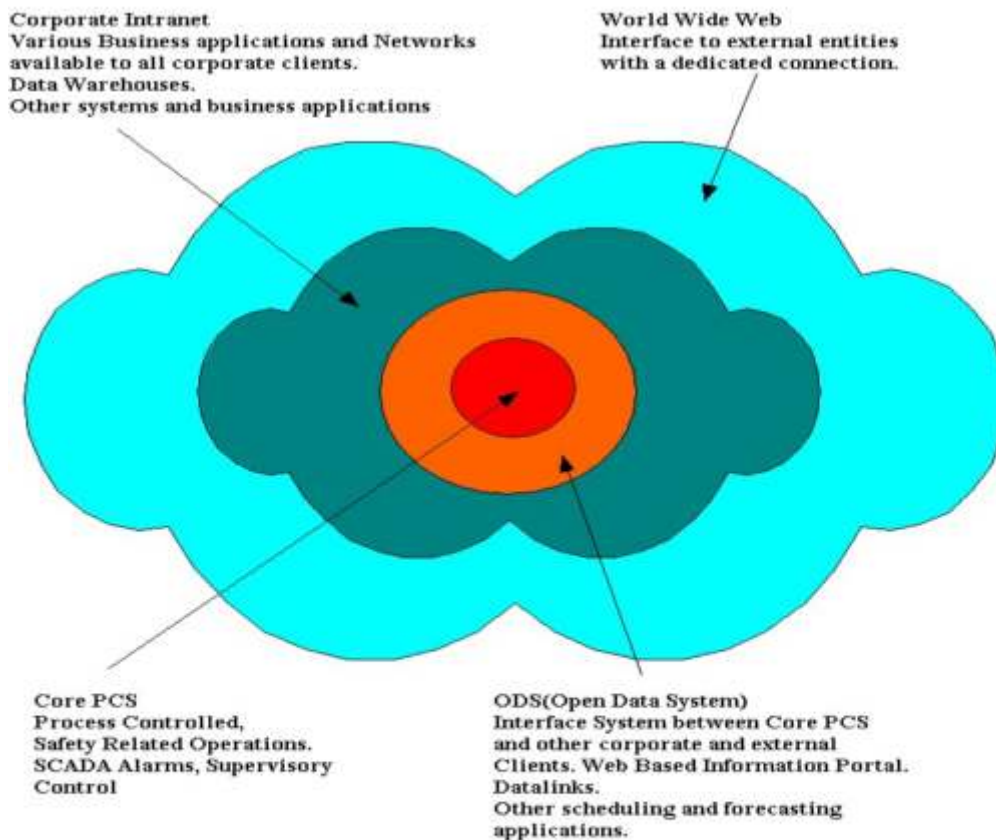 Corporate Intranet
Various Business applications and Networks
available to all corporate clients.
Data Warehouses.
Other systems and business applications
World Wide Web
Interface to external entities
with a dedicated connection.
Core PCS
Process Controlled,
Safety Related Operations.
SCADA Alarms, Supervisory
Control
ODS(Open Data System)
Interface System between Core PCS
and other corporate and external
Clients. Web Based Information Portal.
Datalinks.
Other scheduling and forecasting
applications.